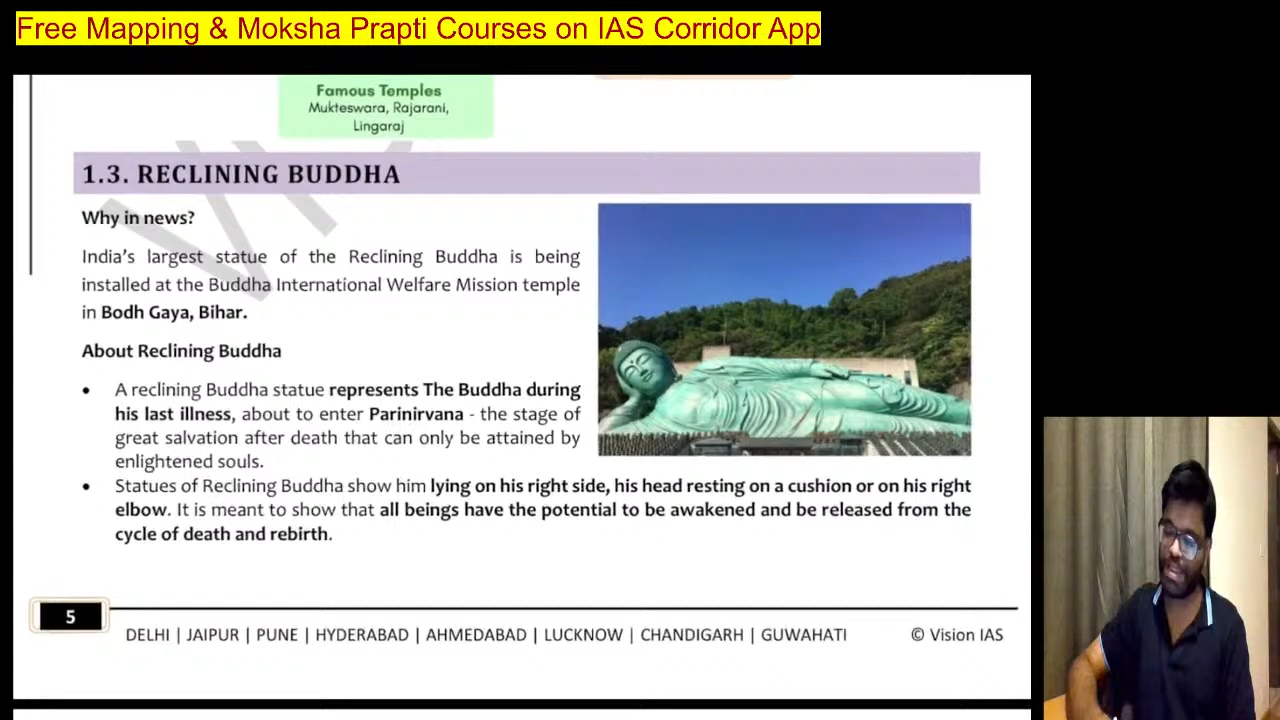 Free Mapping & Moksha Prapti Courses on IAS Corridor App
Famous Temples
Mukteswara, Rajarani,
Lingaraj
1.3. RECLINING BUDDHA
Why in news?
India's largest statue of the Reclining Buddha is being
installed at the Buddha International Welfare Mission temple
in Bodh Gaya, Bihar.
About Reclining Buddha
• A reclining Buddha statue represents The Buddha during
his last illness, about to enter Parinirvana - the stage of
great salvation after death that can only be attained by
enlightened souls.
• Statues of Reclining Buddha show him lying on his right side, his head resting on a cushion or on his right
elbow. It is meant to show that all beings have the potential to be awakened and be released from the
cycle of death and rebirth.
5
DELHI | JAIPUR | PUNE | HYDERABAD | AHMEDABAD | LUCKNOW | CHANDIGARH | GUWAHATI © Vision IAS